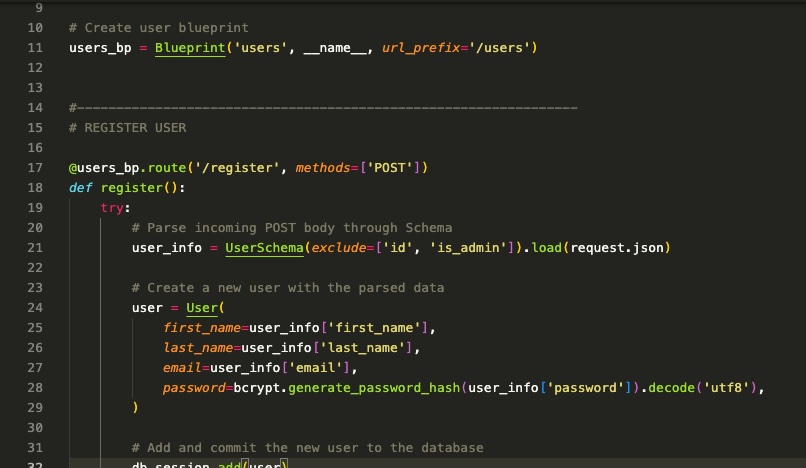 9
10 # Create user blueprint
11 users_bp = Blueprint('users', __name__, url_prefix='/users')
12
13
14 #----------------------------------------------------------------
15 # REGISTER USER
16
17 @users_bp.route('/register', methods=['POST'])
18 def register():
19     try:
20         # Parse incoming POST body through Schema
21         user_info = UserSchema(exclude=['id', 'is_admin']).load(request.json)
22
23         # Create a new user with the parsed data
24         user = User(
25             first_name=user_info['first_name'],
26             last_name=user_info['last_name'],
27             email=user_info['email'],
28             password=bcrypt.generate_password_hash(user_info['password']).decode('utf8'),
29         )
30
31         # Add and commit the new user to the database
32         db.session.add(user)